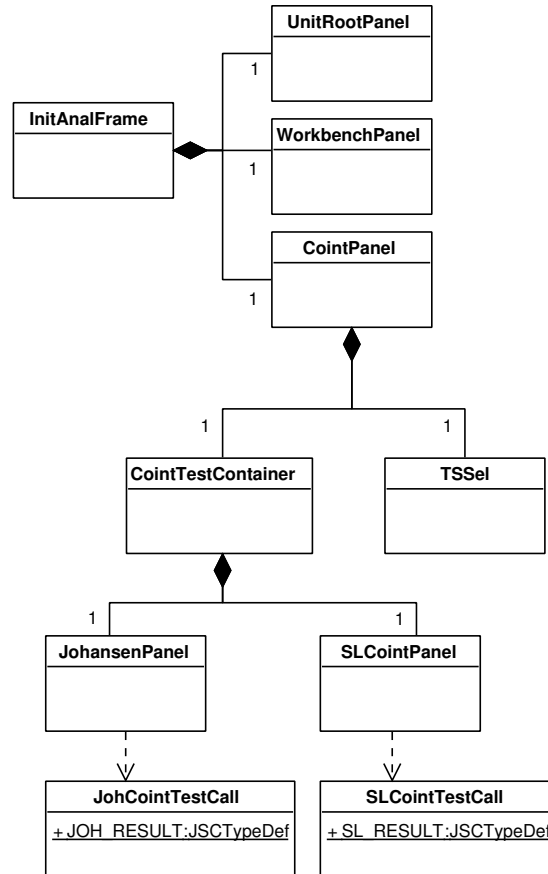 UnitRootPanel
1
InitAnalFrame
WorkbenchPanel
1
CointPanel
1
1
1
CointTestContainer
TSSel
1
1
JohansenPanel
SLCointPanel
JohCointTestCall
SLCointTestCall
+JOH_RESULT:JSCTypeDef
+SL_RESULT:JSCTypeDef